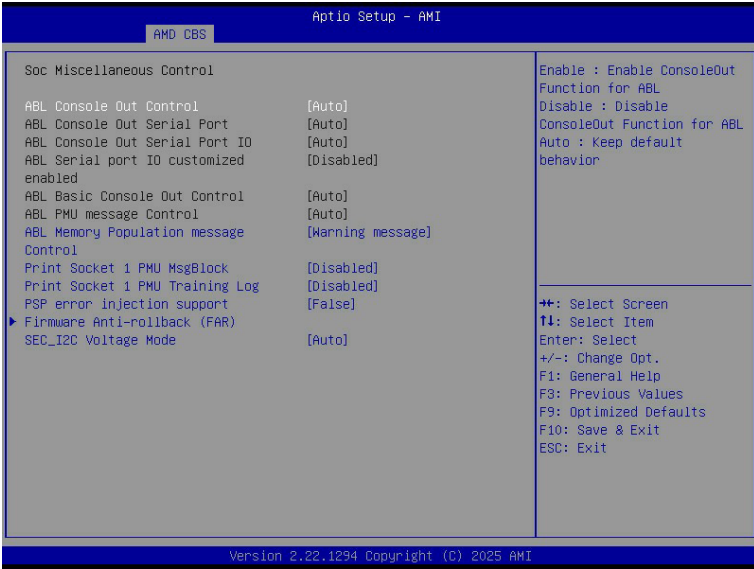 Aptio Setup - AMI
AMD CBS
Soc Miscellaneous Control
ABL Console Out Control [Auto]
ABL Console Out Serial Port [Auto]
ABL Console Out Serial Port IO [Auto]
ABL Serial port IO customized [Disabled]
enabled
ABL Basic Console Out Control [Auto]
ABL PMU message Control [Auto]
ABL Memory Population message [Warning message]
Control
Print Socket 1 PMU MsgBlock [Disabled]
Print Socket 1 PMU Training Log [Disabled]
PSP error injection support [False]
Firmware Anti-rollback (FAR)
SEC_I2C Voltage Mode [Auto]
Enable : Enable ConsoleOut
Function for ABL
Disable : Disable
ConsoleOut Function for ABL
Auto : Keep default
behavior
→←: Select Screen
↑↓: Select Item
Enter: Select
+/-: Change Opt.
F1: General Help
F3: Previous Values
F9: Optimized Defaults
F10: Save & Exit
ESC: Exit
Version 2.22.1294 Copyright (C) 2025 AMI